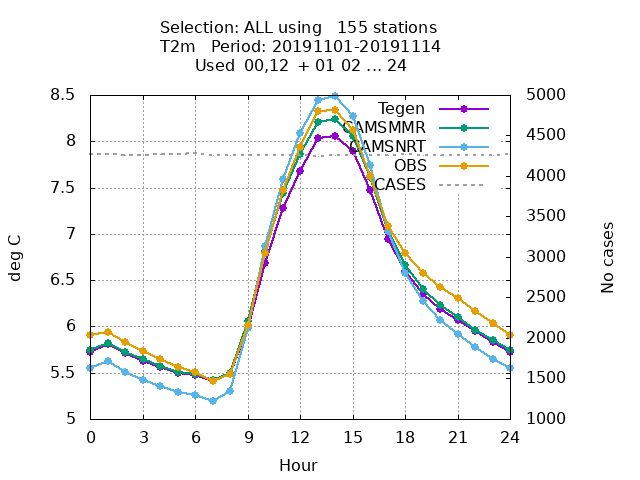 Selection: ALL using   155 stations
T2m   Period: 20191101-20191114
Used  00,12  + 01 02 ... 24
8.5
8
7.5
7
6.5
6
5.5
5
deg C
5000
4500
4000
3500
3000
2500
2000
1500
1000
No cases
Tegen
CAMSMMR
CAMSNRT
OBS
CASES
0 3 6 9 12 15 18 21 24
Hour